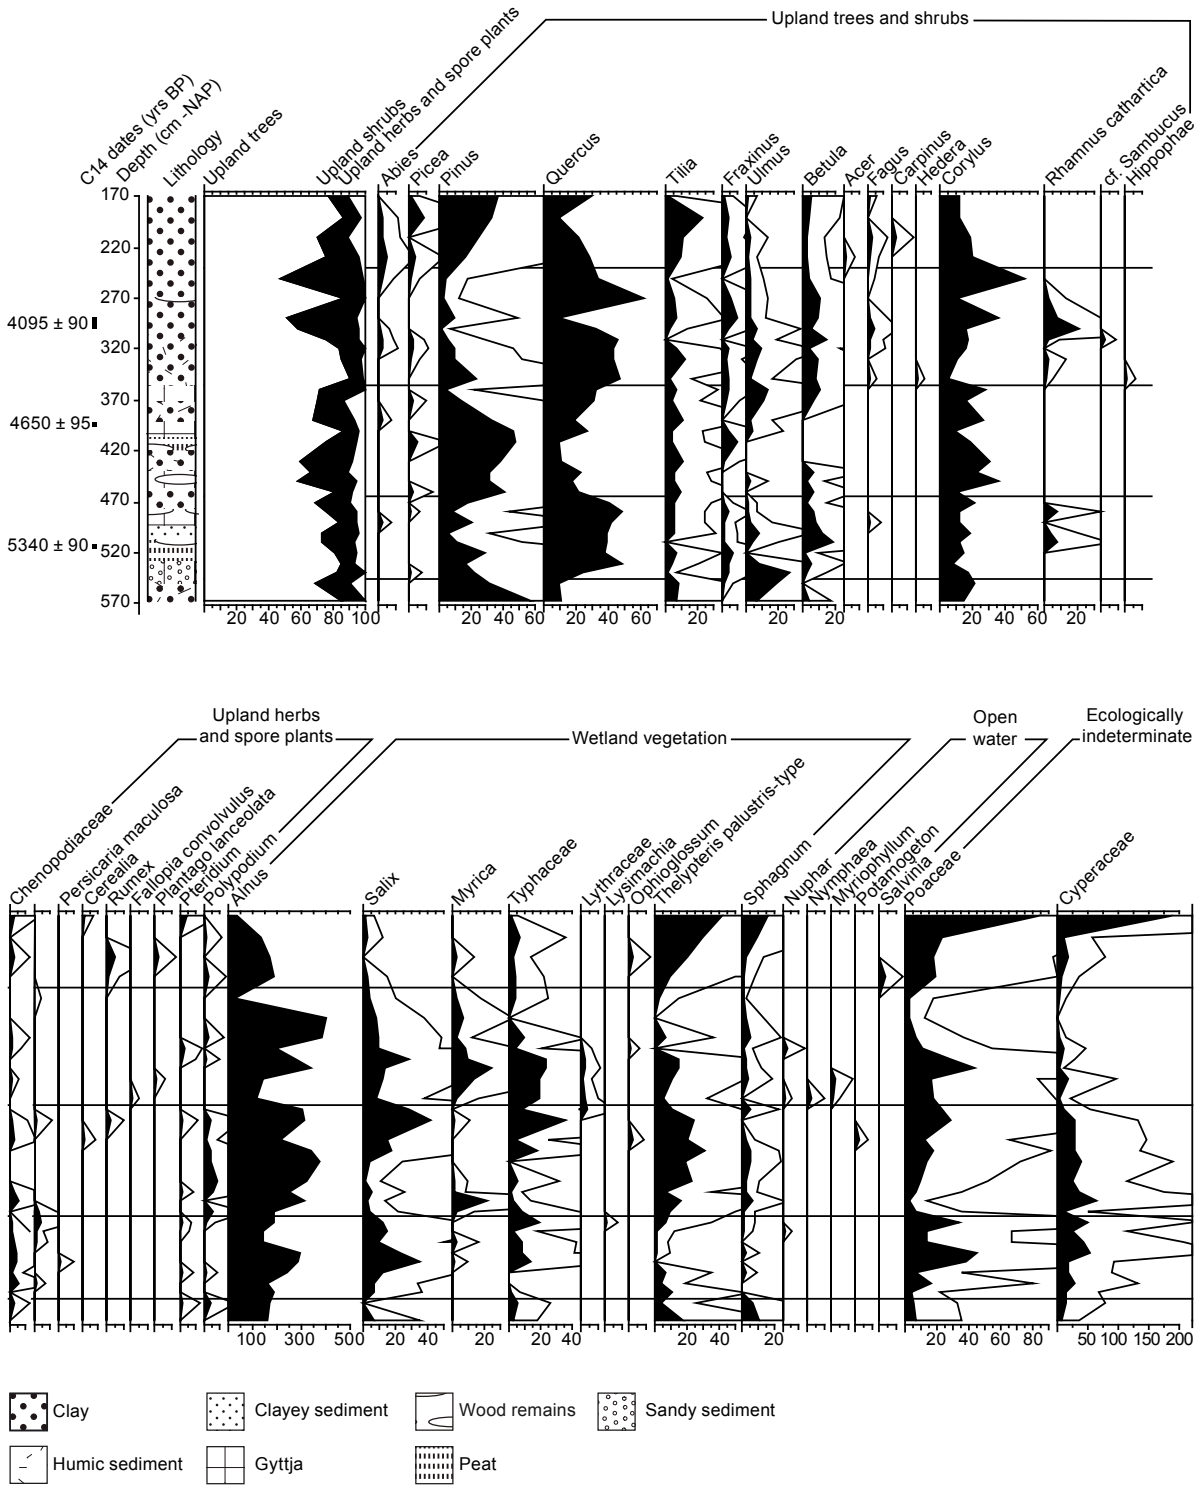 Upland trees and shrubs
C14 dates (yrs BP)
Depth (cm -NAP)
Lithology
Upland trees
Upland shrubs
Upland herbs and spore plants
Abies
Picea
Pinus
Quercus
Tilia
Fraxinus
Ulmus
Betula
Acer
Fagus
Carpinus
Hedera
Corylus
Rhamnus cathartica
cf. Sambucus
Hippophae
170
220
270
4095 ± 90
320
370
4650 ± 95
420
470
5340 ± 90
520
570
20 40 60 80 100 20 40 60 20 40 60 20 20 20 20 40 60 20
Upland herbs
and spore plants
Wetland vegetation
Open
water
Ecologically
indeterminate
Chenopodiaceae
Persicaria maculosa
Cerealia
Rumex
Fallopia convolvulus
Plantago lanceolata
Pteridium
Polypodium
Alnus
Salix
Myrica
Typhaceae
Lythraceae
Lysimachia
Ophioglossum
Thelypteris palustris-type
Sphagnum
Nuphar
Nymphaea
Myriophyllum
Potamogeton
Salvinia
Poaceae
Cyperaceae
100 300 500 20 40 20 20 40 20 40 20 20 40 60 80 50 100 150 200
Clay
Clayey sediment
Wood remains
Sandy sediment
Humic sediment
Gyttja
Peat